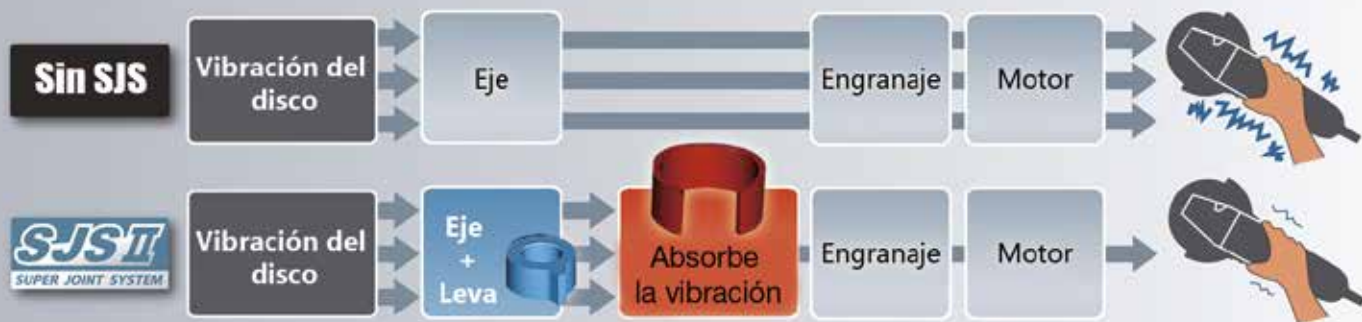 Sin SJS
Vibración del
disco
Eje
Engranaje
Motor
SJS II
SUPER JOINT SYSTEM
Vibración del
disco
Eje
+
Leva
Absorbe
la vibración
Engranaje
Motor